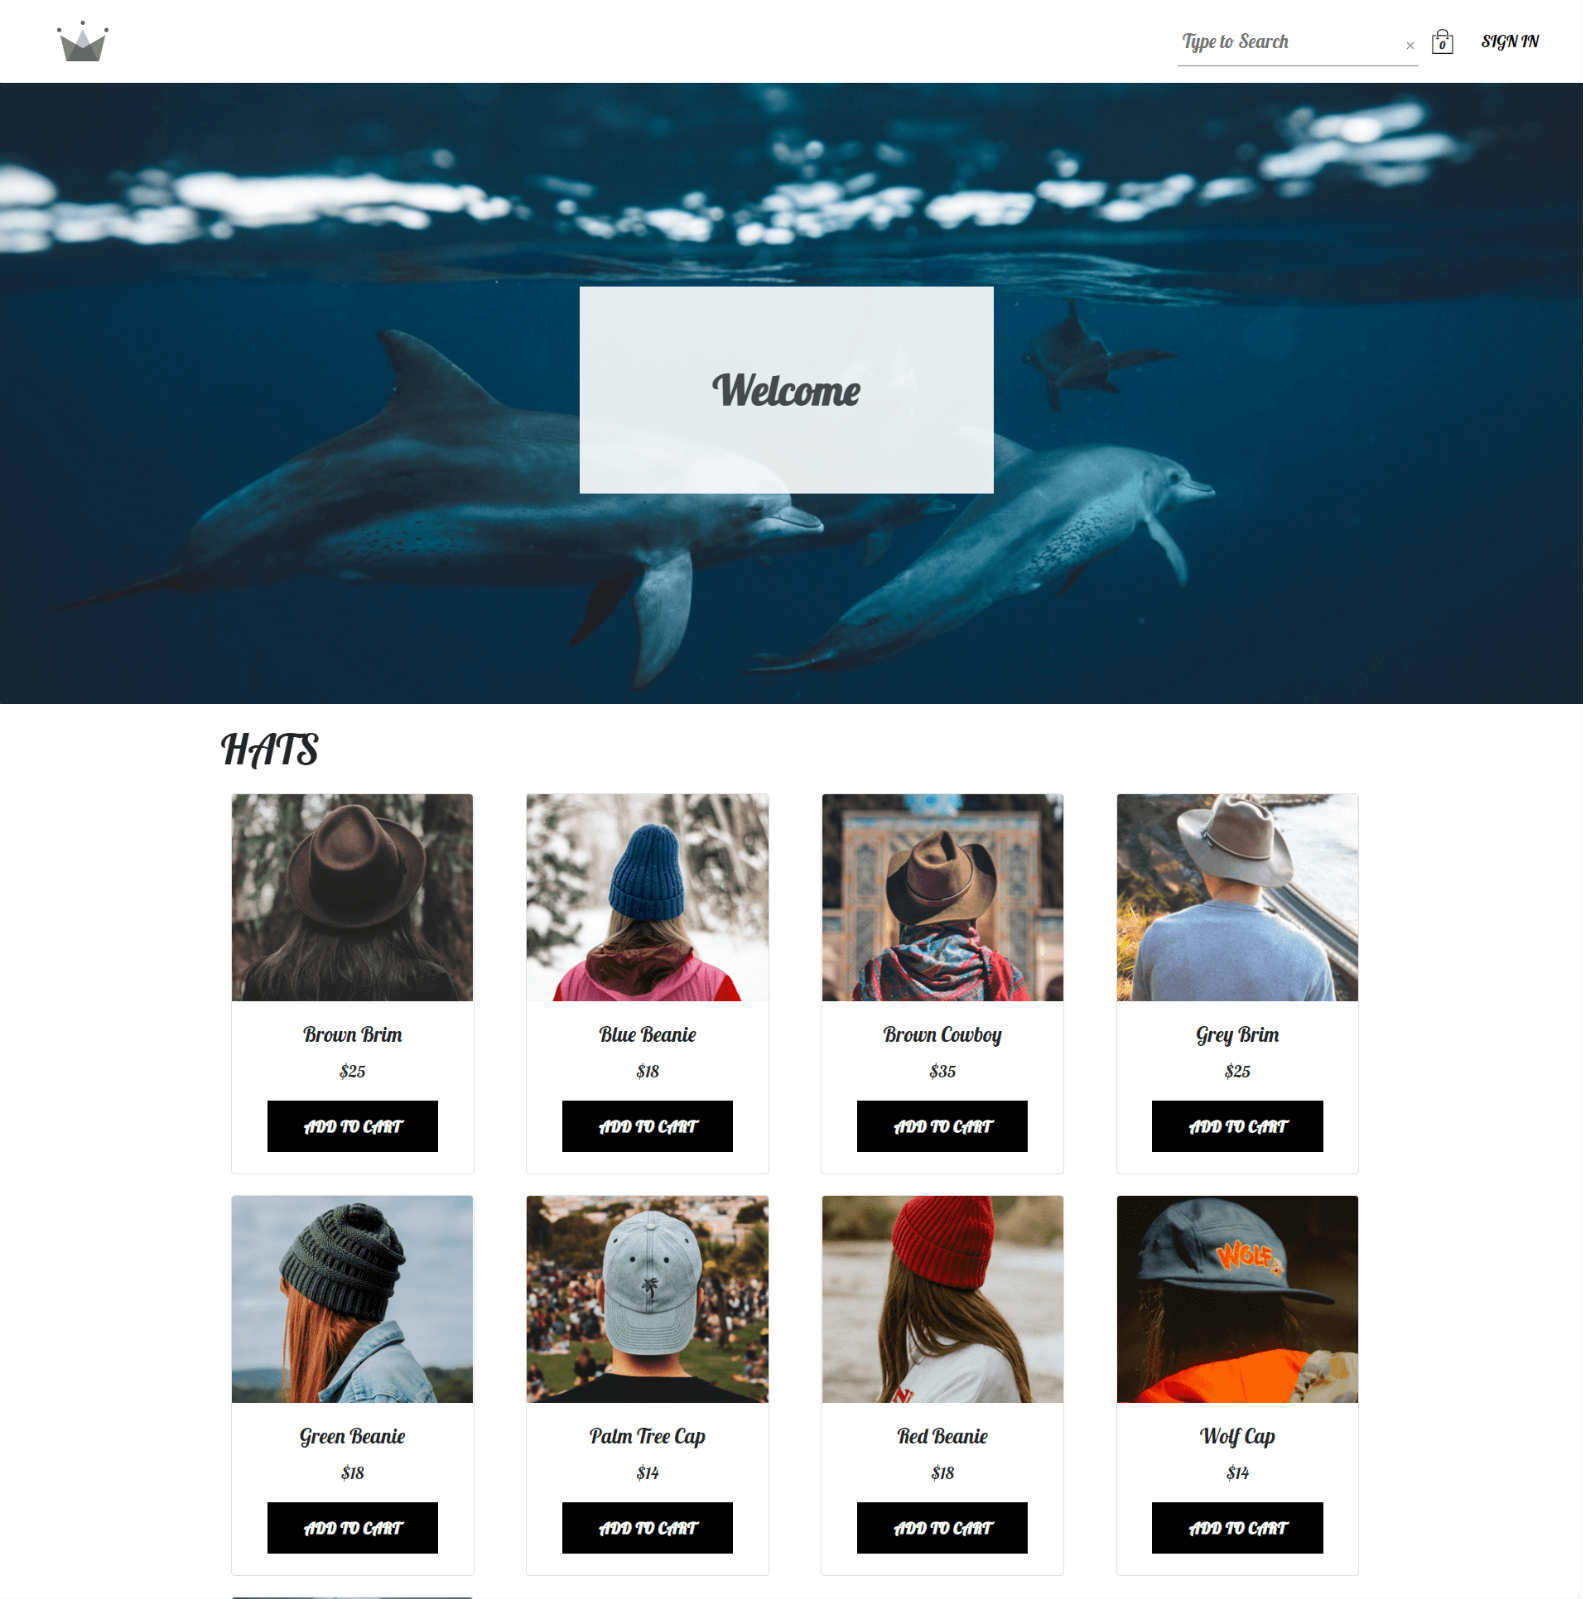 Type to Search × 0 SIGN IN
Welcome
HATS
Brown Brim
$25
ADD TO CART
Blue Beanie
$18
ADD TO CART
Brown Cowboy
$35
ADD TO CART
Grey Brim
$25
ADD TO CART
WOLF
Green Beanie
$18
ADD TO CART
Palm Tree Cap
$14
ADD TO CART
Red Beanie
$18
ADD TO CART
Wolf Cap
$14
ADD TO CART